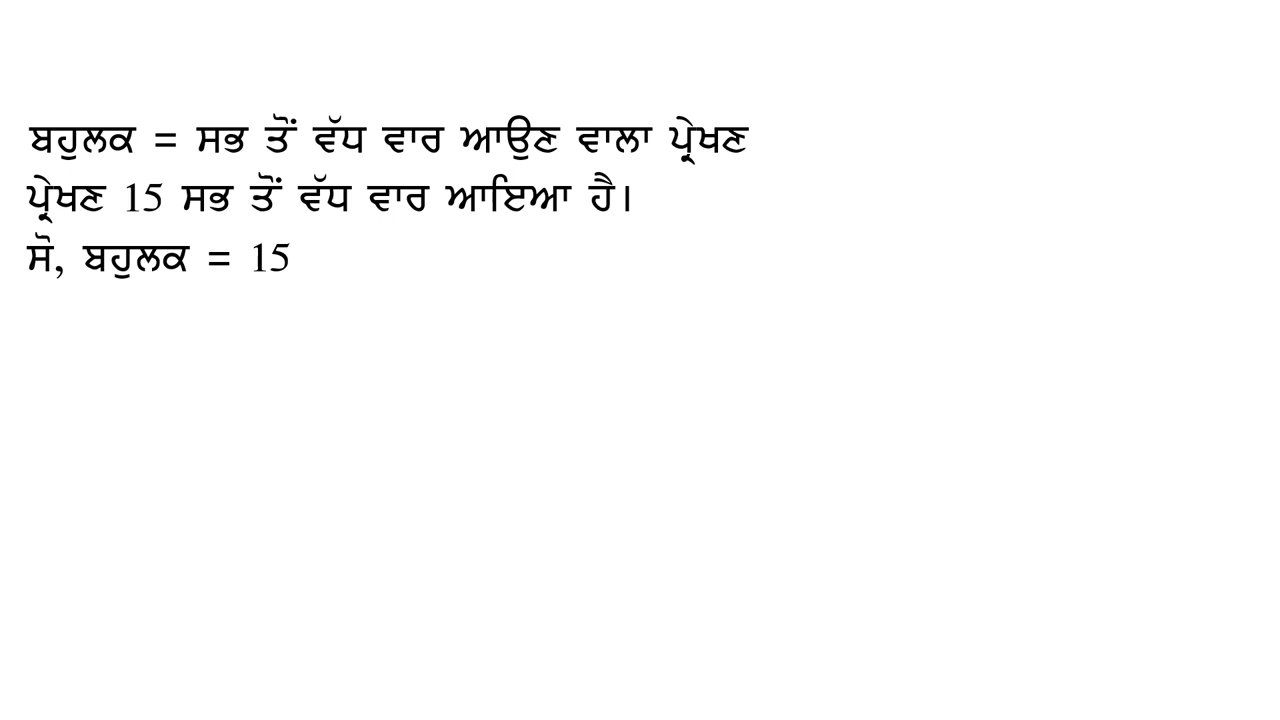 ਬਹੁਲਕ = ਸਭ ਤੋਂ ਵੱਧ ਵਾਰ ਆਉਣ ਵਾਲਾ ਪ੍ਰੇਖਣ
ਪ੍ਰੇਖਣ 15 ਸਭ ਤੋਂ ਵੱਧ ਵਾਰ ਆਇਆ ਹੈ।
ਸੋ, ਬਹੁਲਕ = 15